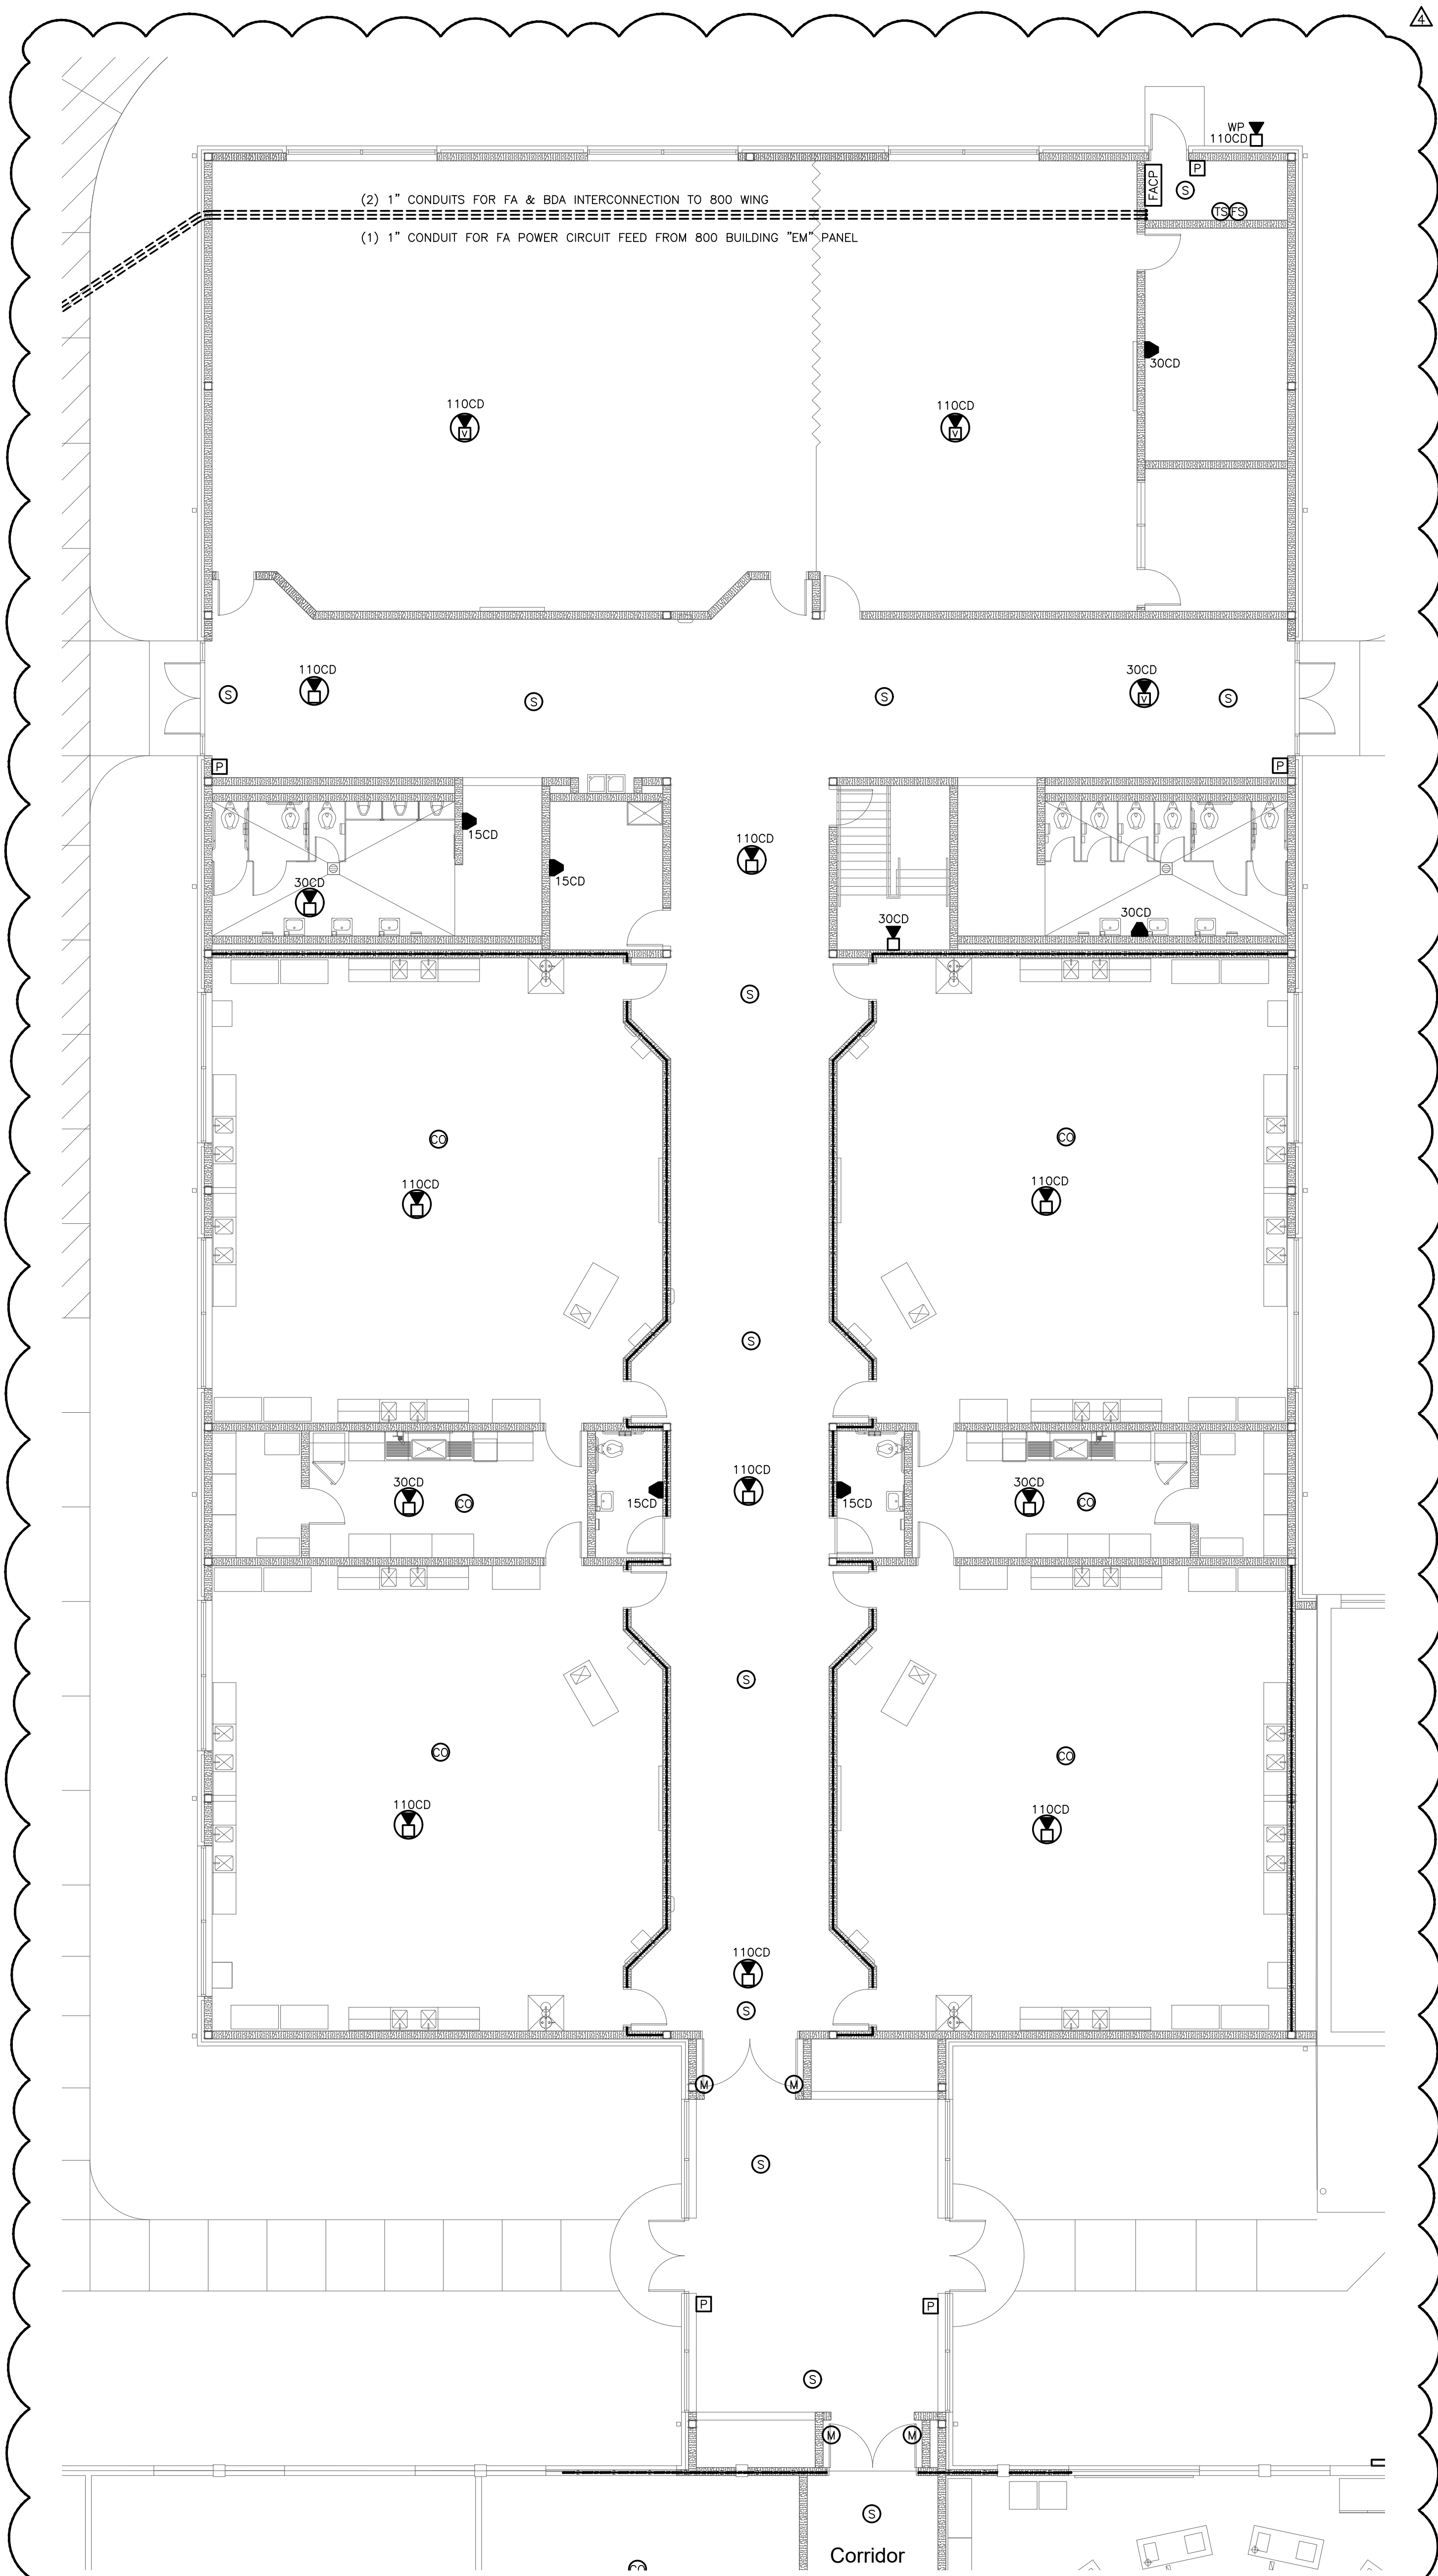 4
WP
110CD
P
FACP
S
(2) 1" CONDUITS FOR FA & BDA INTERCONNECTION TO 800 WING
TS FS
(1) 1" CONDUIT FOR FA POWER CIRCUIT FEED FROM 800 BUILDING "EM" PANEL
30CD
110CD
V
110CD
V
110CD
30CD
S
S
S
V
S
P
P
15CD
110CD
15CD
30CD
30CD
30CD
S
CO
CO
110CD
110CD
S
30CD
110CD
30CD
CO
15CD
15CD
CO
S
CO
CO
110CD
110CD
110CD
S
M
M
S
P
P
S
M
M
S
Corridor
CO